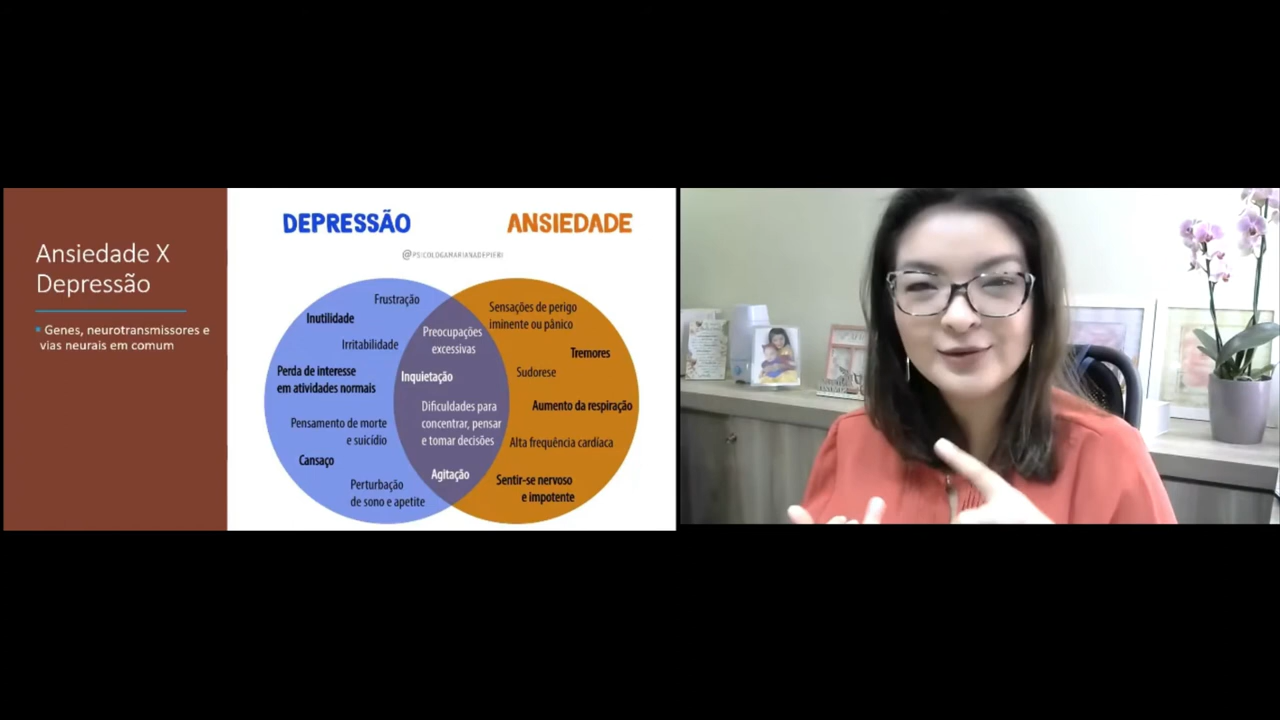 Ansiedade X
Depressão
Genes, neurotransmissores e
vias neurais em comum
DEPRESSÃO
ANSIEDADE
@PSICOLOGAMARIANADEPIERI
Frustração
Inutilidade
Irritabilidade
Perda de interesse
em atividades normais
Pensamento de morte
e suicídio
Cansaço
Perturbação
de sono e apetite
Preocupações
excessivas
Inquietação
Dificuldades para
concentrar, pensar
e tomar decisões
Agitação
Sensações de perigo
iminente ou pânico
Tremores
Sudorese
Aumento da respiração
Alta frequência cardíaca
Sentir-se nervoso
e impotente